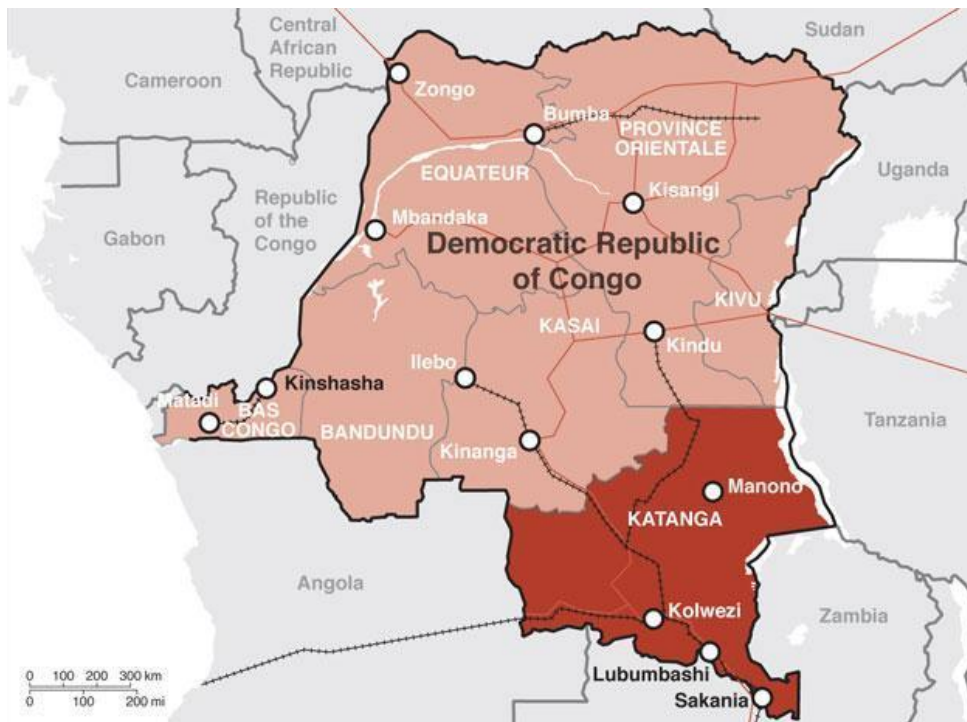 Sudan
Central
African
Republic
Cameroon
Zongo
Bumba
PROVINCE
ORIENTALE
Uganda
EQUATEUR
Kisangi
Republic
of the
Congo
Mbandaka
Gabon
Democratic Republic
of Congo
KIVU
KASAI
Kindu
Ilebo
Kinshasha
Matadi
BAS
CONGO
BANDUNDU
Tanzania
Kinanga
Manono
KATANGA
Angola
Kolwezi
Zambia
Lubumbashi
Sakania
0 100 200 300 km
0 100 200 mi